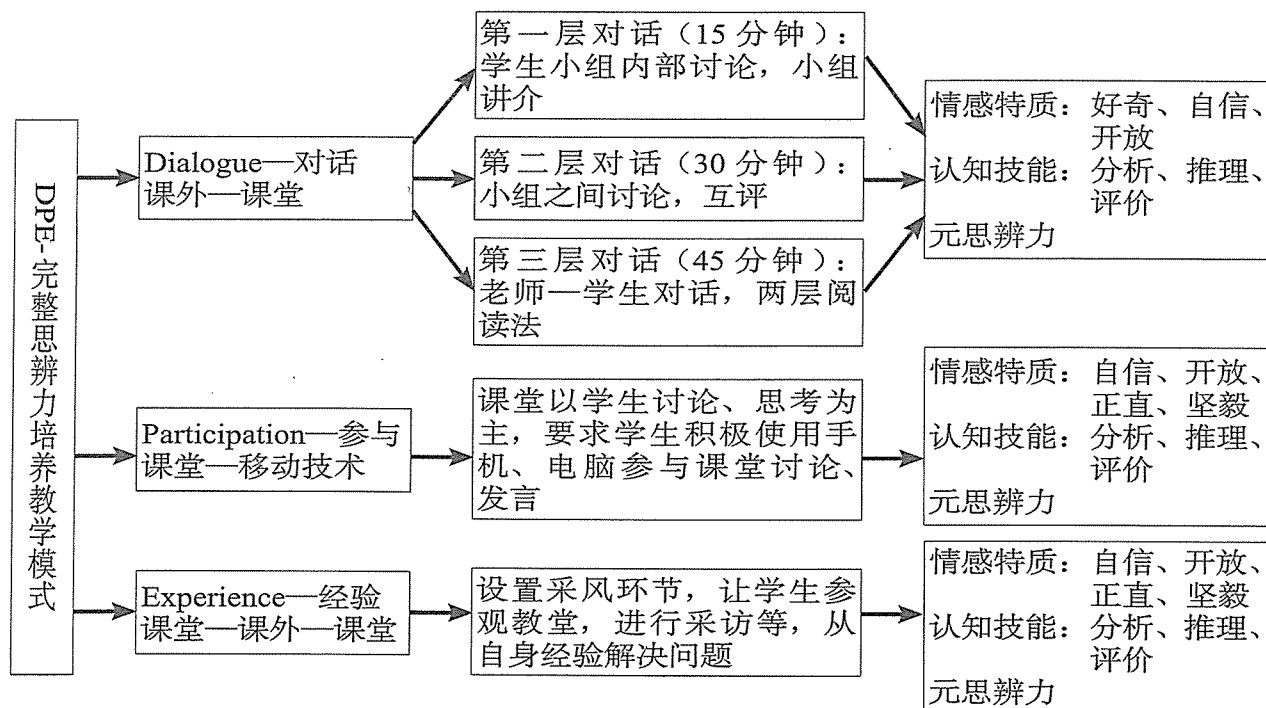 DPE-完整思辨力培养教学模式
Dialogue—对话
课外—课堂
第一层对话（15 分钟）：
学生小组内部讨论，小组
讲介
第二层对话（30 分钟）：
小组之间讨论，互评
第三层对话（45 分钟）：
老师—学生对话，两层阅
读法
情感特质：好奇、自信、
开放
认知技能：分析、推理、
评价
元思辨力
Participation—参与
课堂—移动技术
课堂以学生讨论、思考为
主，要求学生积极使用手
机、电脑参与课堂讨论、
发言
情感特质：自信、开放、
正直、坚毅
认知技能：分析、推理、
评价
元思辨力
Experience—经验
课堂—课外—课堂
设置采风环节，让学生参
观教堂，进行采访等，从
自身经验解决问题
情感特质：自信、开放、
正直、坚毅
认知技能：分析、推理、
评价
元思辨力